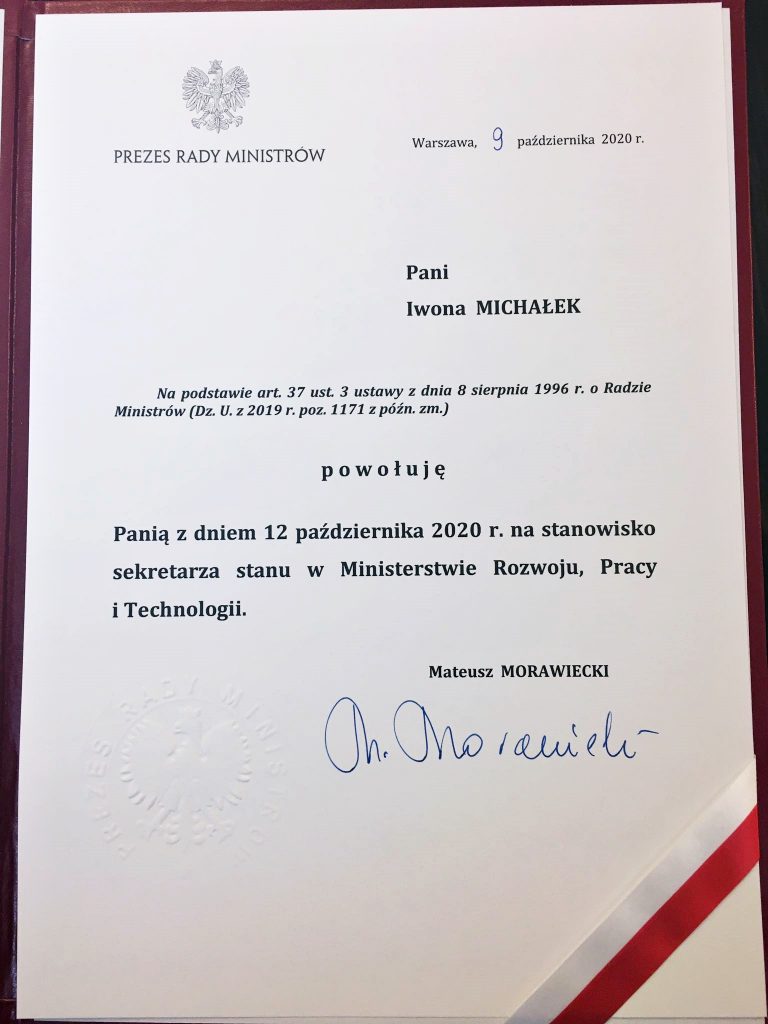 PREZES RADY MINISTRÓW
Warszawa, 9 października 2020 r.
Pani
Iwona MICHAŁEK
Na podstawie art. 37 ust. 3 ustawy z dnia 8 sierpnia 1996 r. o Radzie
Ministrów (Dz. U. z 2019 r. poz. 1171 z późn. zm.)
powołuję
Panią z dniem 12 października 2020 r. na stanowisko
sekretarza stanu w Ministerstwie Rozwoju, Pracy
i Technologii.
Mateusz MORAWIECKI
M. Morawiecki
PREZES RADY MINISTRÓW